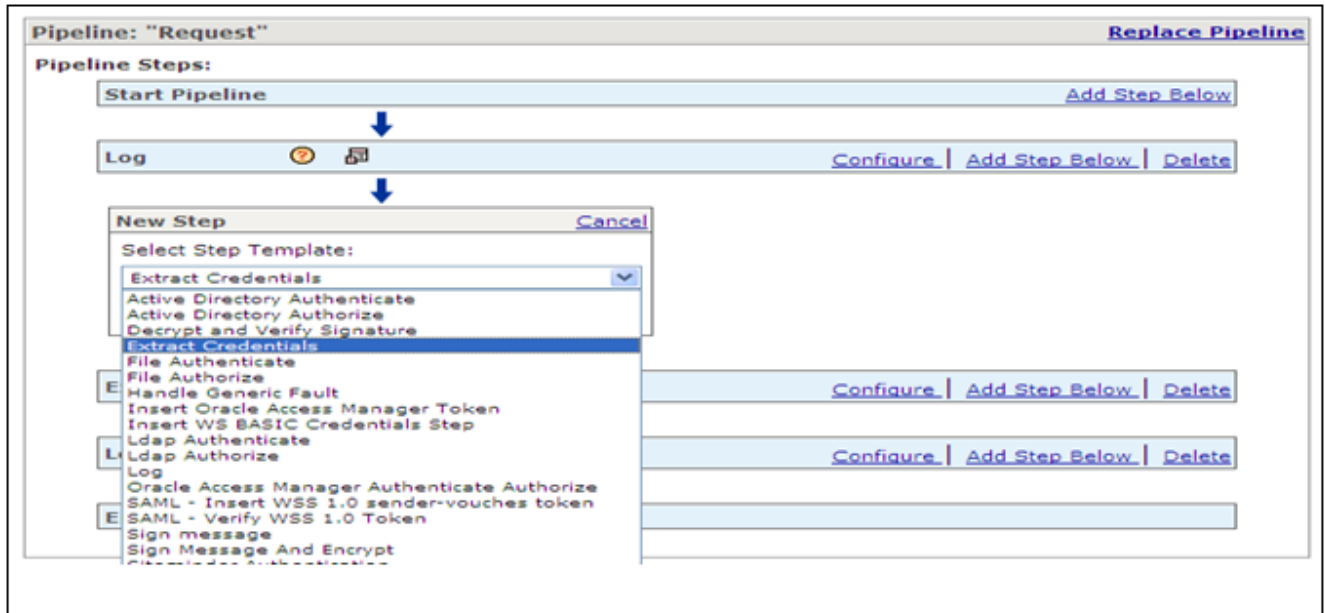 Pipeline: "Request" Replace Pipeline
Pipeline Steps:
Start Pipeline Add Step Below
Log Configure | Add Step Below | Delete
New Step Cancel
Select Step Template:
Extract Credentials
Active Directory Authenticate
Active Directory Authorize
Decrypt and Verify Signature
Extract Credentials
File Authenticate
File Authorize
E Configure | Add Step Below | Delete
Handle Generic Fault
Insert Oracle Access Manager Token
Insert WS BASIC Credentials Step
Ldap Authenticate
L Configure | Add Step Below | Delete
Ldap Authorize
Log
Oracle Access Manager Authenticate Authorize
SAML - Insert WSS 1.0 sender-vouches token
E
SAML - Verify WSS 1.0 Token
Sign message
Sign Message And Encrypt